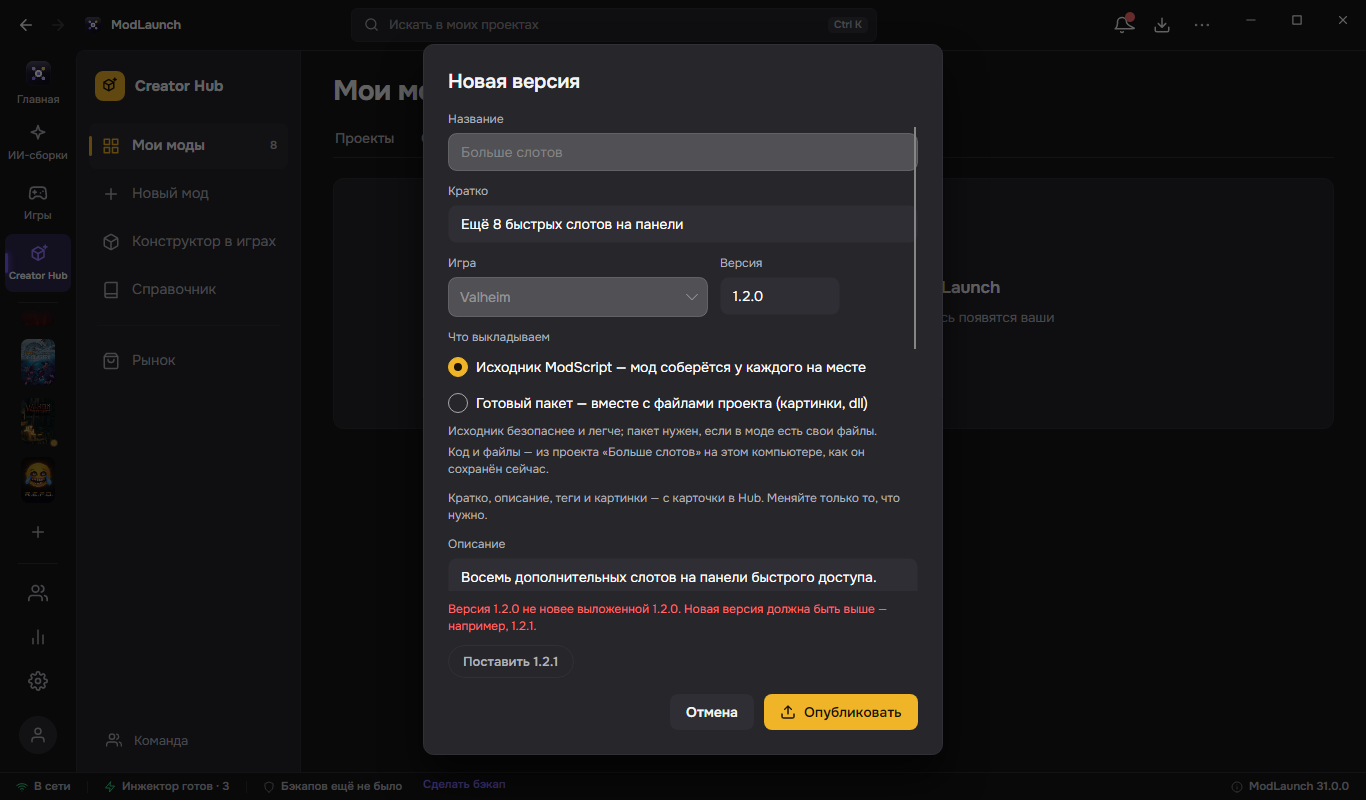 ModLaunch
Искать в моих проектах
Ctrl K
Главная
ИИ-сборки
Игры
Creator Hub
Creator Hub
Мои моды
8
Новый мод
Конструктор в играх
Справочник
Рынок
Команда
Проекты
Launch
появятся ваши
Новая версия
Название
Больше слотов
Кратко
Ещё 8 быстрых слотов на панели
Игра
Версия
Valheim
1.2.0
Что выкладываем
Исходник ModScript — мод соберётся у каждого на месте
Готовый пакет — вместе с файлами проекта (картинки, dll)
Исходник безопаснее и легче; пакет нужен, если в моде есть свои файлы.
Код и файлы — из проекта «Больше слотов» на этом компьютере, как он
сохранён сейчас.
Кратко, описание, теги и картинки — с карточки в Hub. Меняйте только то, что
нужно.
Описание
Восемь дополнительных слотов на панели быстрого доступа.
Версия 1.2.0 не новее выложенной 1.2.0. Новая версия должна быть выше —
например, 1.2.1.
Поставить 1.2.1
Отмена
Опубликовать
В сети
Инжектор готов · 3
Бэкапов ещё не было
Сделать бэкап
ModLaunch 31.0.0